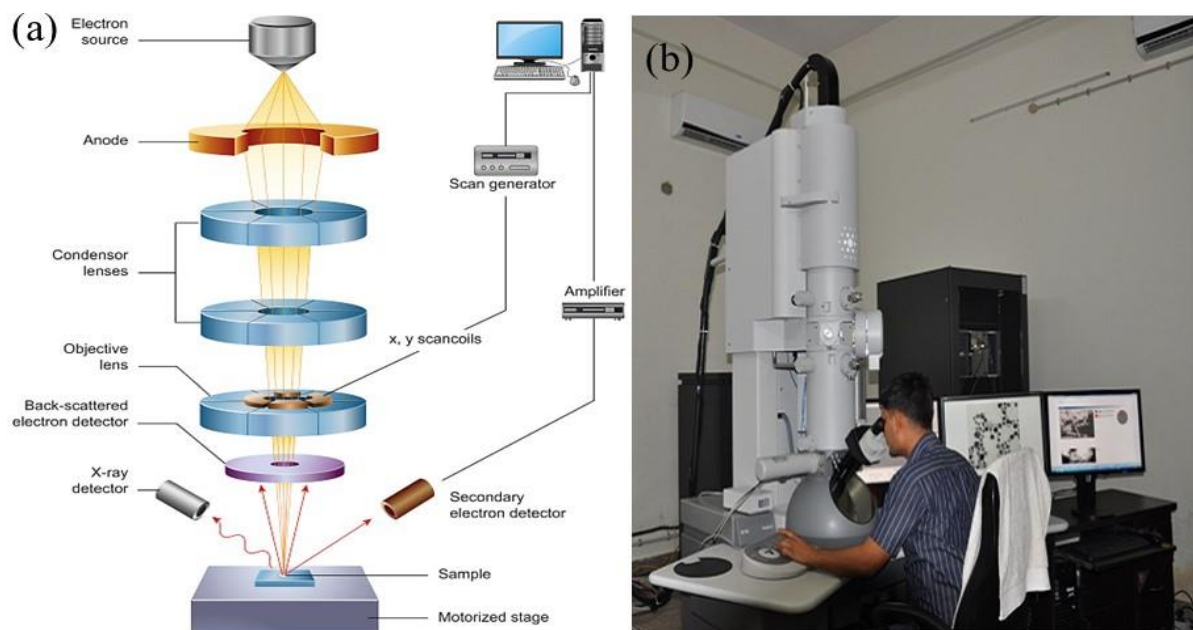 (a)
Electron
source
Anode
Condensor
lenses
Objective
lens
Back-scattered
electron detector
X-ray
detector
Scan generator
Amplifier
x, y scancoils
Secondary
electron detector
Sample
Motorized stage
(b)